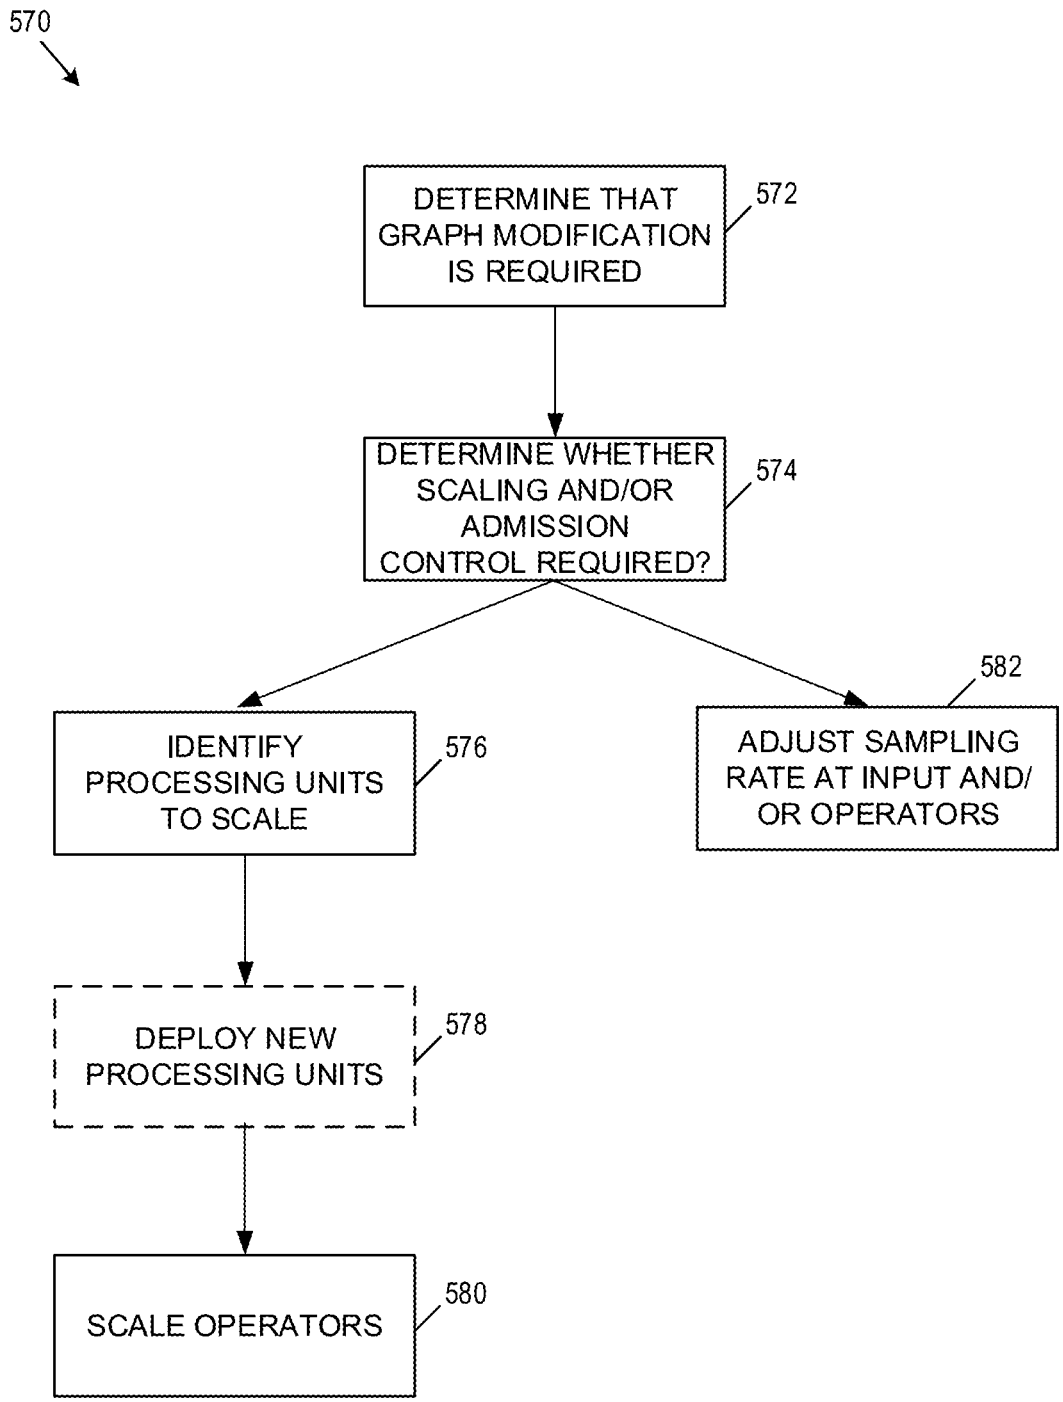 570
DETERMINE THAT
GRAPH MODIFICATION
IS REQUIRED
572
DETERMINE WHETHER
SCALING AND/OR
ADMISSION
CONTROL REQUIRED?
574
IDENTIFY
PROCESSING UNITS
TO SCALE
576
582
ADJUST SAMPLING
RATE AT INPUT AND/
OR OPERATORS
DEPLOY NEW
PROCESSING UNITS
578
SCALE OPERATORS
580